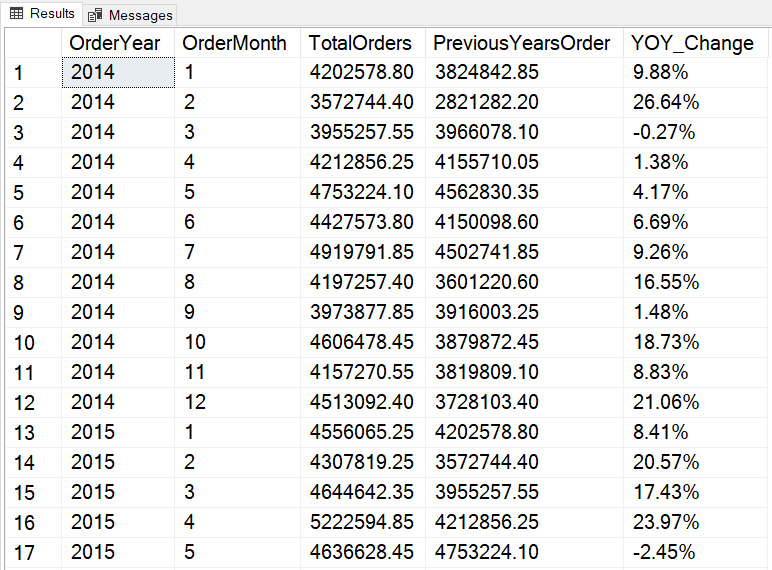 Results Messages
OrderYear OrderMonth TotalOrders PreviousYearsOrder YOY_Change
1 2014 1 4202578.80 3824842.85 9.88%
2 2014 2 3572744.40 2821282.20 26.64%
3 2014 3 3955257.55 3966078.10 -0.27%
4 2014 4 4212856.25 4155710.05 1.38%
5 2014 5 4753224.10 4562830.35 4.17%
6 2014 6 4427573.80 4150098.60 6.69%
7 2014 7 4919791.85 4502741.85 9.26%
8 2014 8 4197257.40 3601220.60 16.55%
9 2014 9 3973877.85 3916003.25 1.48%
10 2014 10 4606478.45 3879872.45 18.73%
11 2014 11 4157270.55 3819809.10 8.83%
12 2014 12 4513092.40 3728103.40 21.06%
13 2015 1 4556065.25 4202578.80 8.41%
14 2015 2 4307819.25 3572744.40 20.57%
15 2015 3 4644642.35 3955257.55 17.43%
16 2015 4 5222594.85 4212856.25 23.97%
17 2015 5 4636628.45 4753224.10 -2.45%